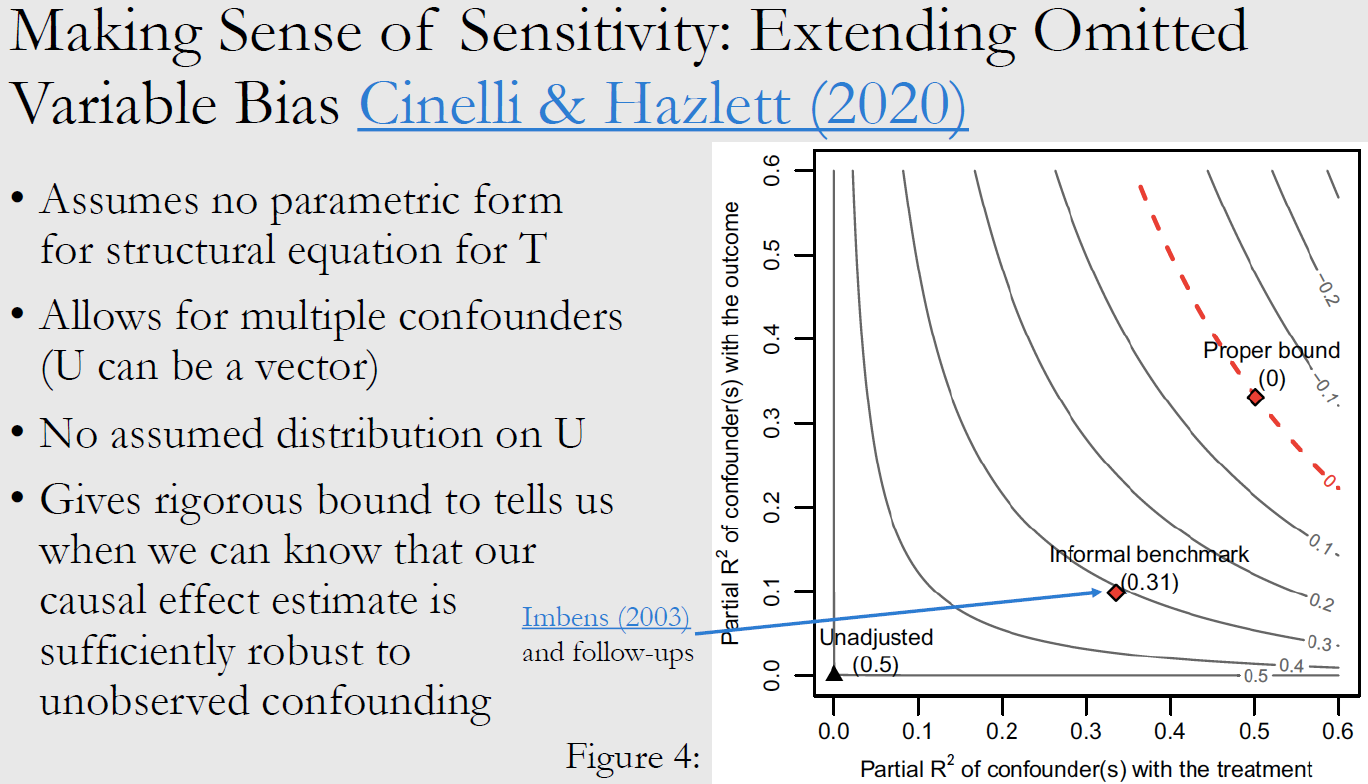 Making Sense of Sensitivity: Extending Omitted
Variable Bias Cinelli & Hazlett (2020)
• Assumes no parametric form
for structural equation for T
• Allows for multiple confounders
(U can be a vector)
• No assumed distribution on U
• Gives rigorous bound to tells us
when we can know that our
causal effect estimate is
sufficiently robust to
unobserved confounding
Imbens (2003)
and follow-ups
Figure 4:
Partial R² of confounder(s) with the outcome
0.6
0.5
0.4
0.3
0.2
0.1
0.0
-0.2
Proper bound
(0)
-0.1
0
0.1
Informal benchmark
(0.31)
0.2
0.3
Unadjusted
(0.5)
0.4
0.5
0.0 0.1 0.2 0.3 0.4 0.5 0.6
Partial R² of confounder(s) with the treatment